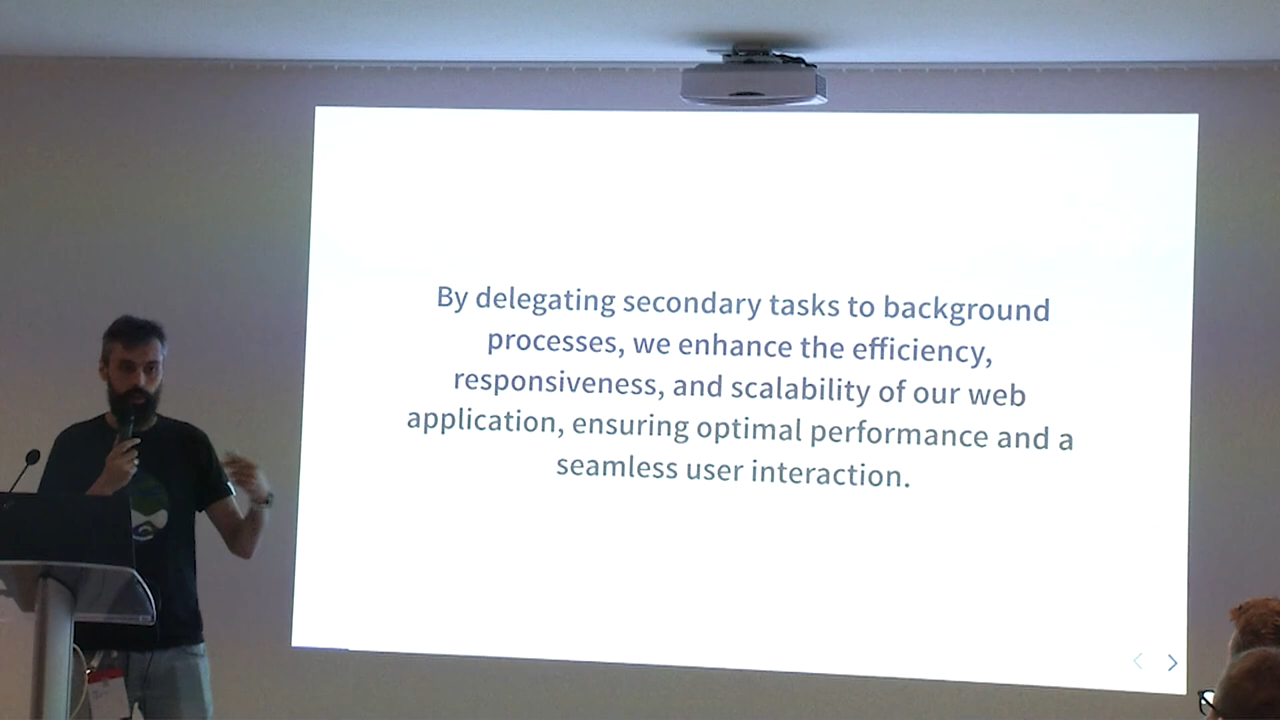 By delegating secondary tasks to background
processes, we enhance the efficiency,
responsiveness, and scalability of our web
application, ensuring optimal performance and a
seamless user interaction.